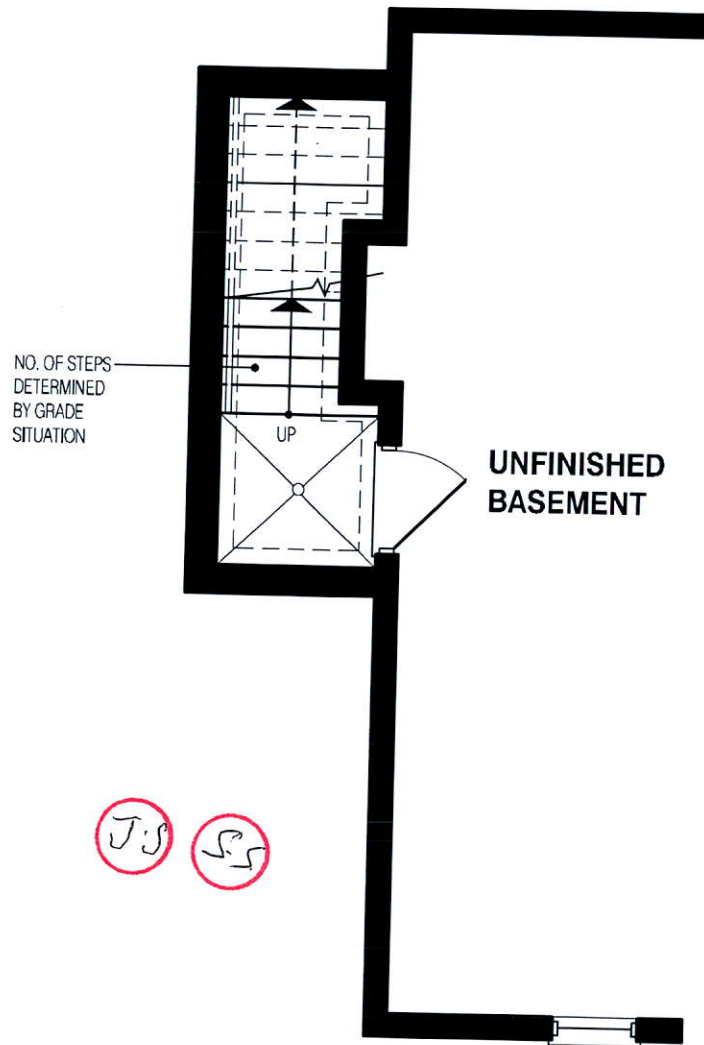 NO. OF STEPS
DETERMINED
BY GRADE
SITUATION
UP
UNFINISHED
BASEMENT
J.S
S.S